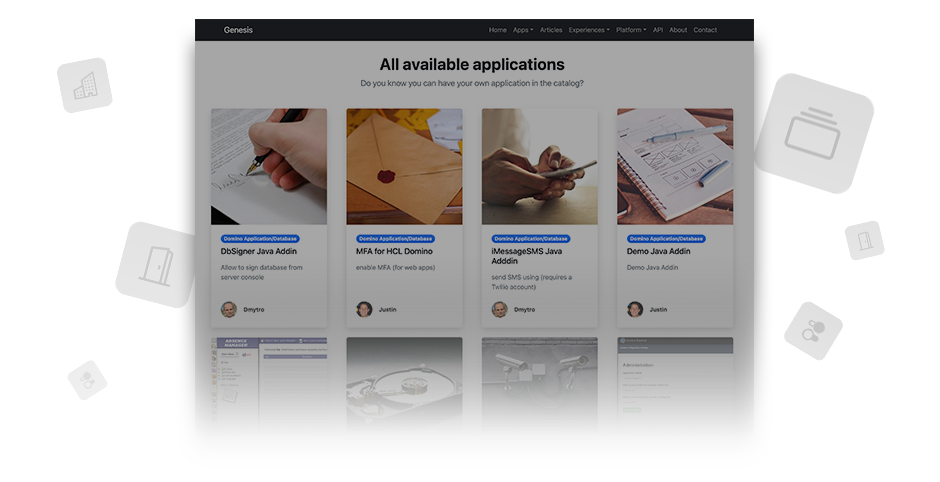 Genesis
Home Apps Articles Experiences Platform API About Contact
All available applications
Do you know you can have your own application in the catalog?
Domino Application/Database
DbSigner Java Addin
Allow to sign database from
server console
Dmytro
Domino Application/Database
MFA for HCL Domino
enable MFA (for web apps)
Justin
Domino Application/Database
iMessageSMS Java
Adddin
send SMS using (requires a
Twilio account)
Dmytro
Domino Application/Database
Demo Java Addin
Demo Java Addin
Justin
ABSENCE
MANAGER
Administration